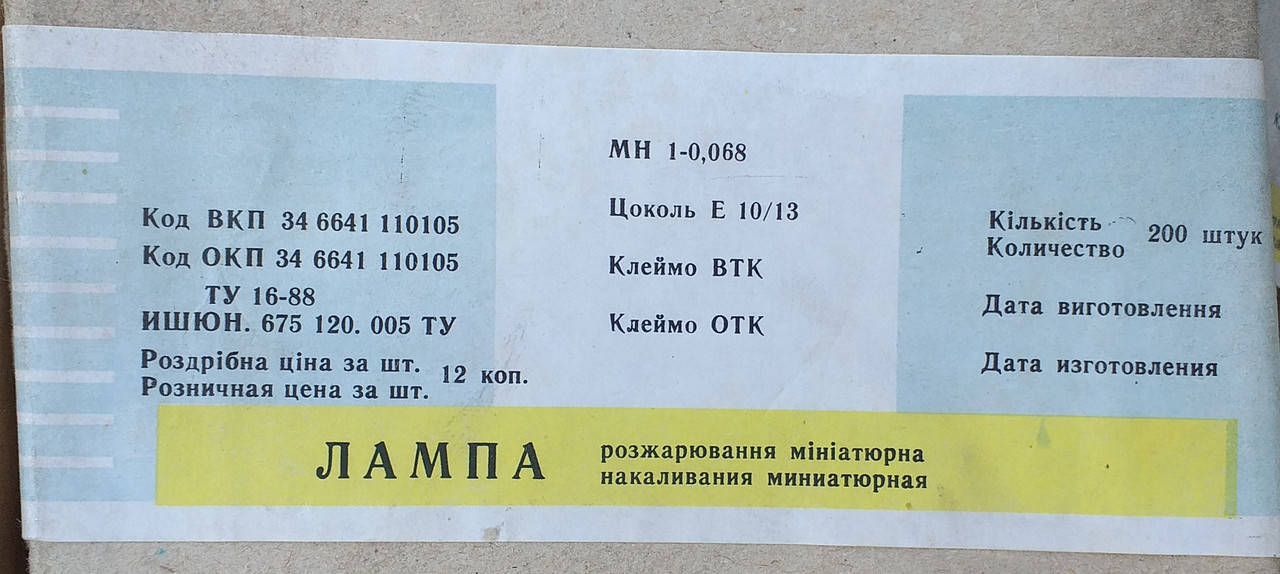 Код ВКП 34 6641 110105
Код ОКП 34 6641 110105
ТУ 16-88
ИШЮН. 675 120. 005 ТУ
Роздрібна ціна за шт.
Розничная цена за шт.
12 коп.
МН 1-0,068
Цоколь Е 10/13
Клеймо ВТК
Клеймо ОТК
Кількість
Количество
200 штук
Дата виготовлення
Дата изготовления
ЛАМПА
розжарювання мініатюрна
накаливания миниатюрная